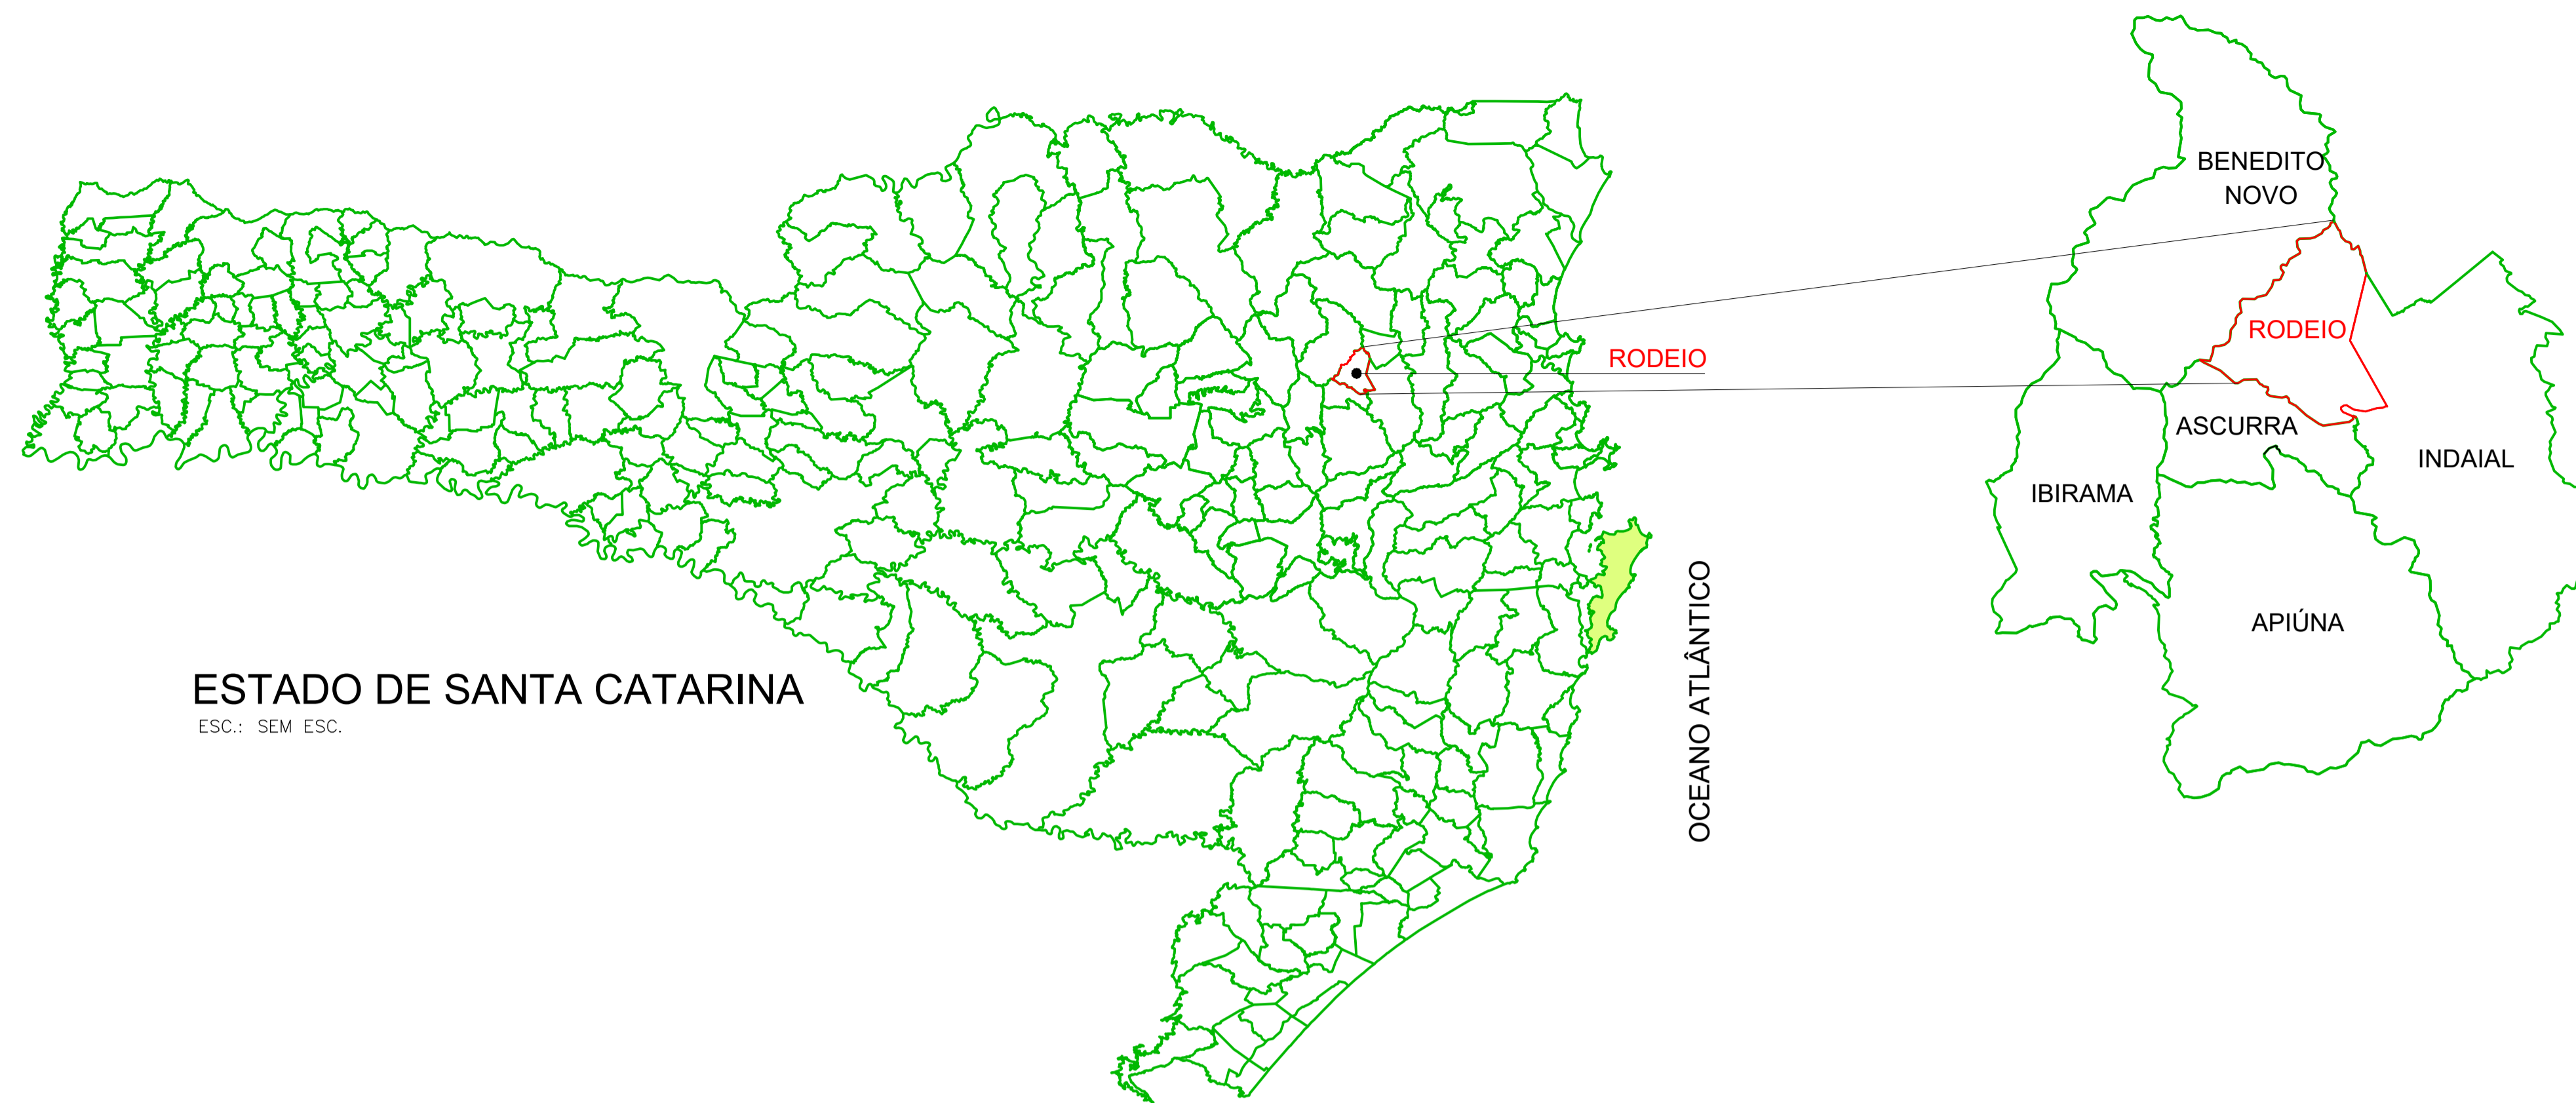 ESTADO DE SANTA CATARINA
ESC.: SEM ESC.
RODEIO
OCEANO ATLÂNTICO
BENEDITO
NOVO
RODEIO
ASCURRA
INDAIAL
IBIRAMA
APIÚNA